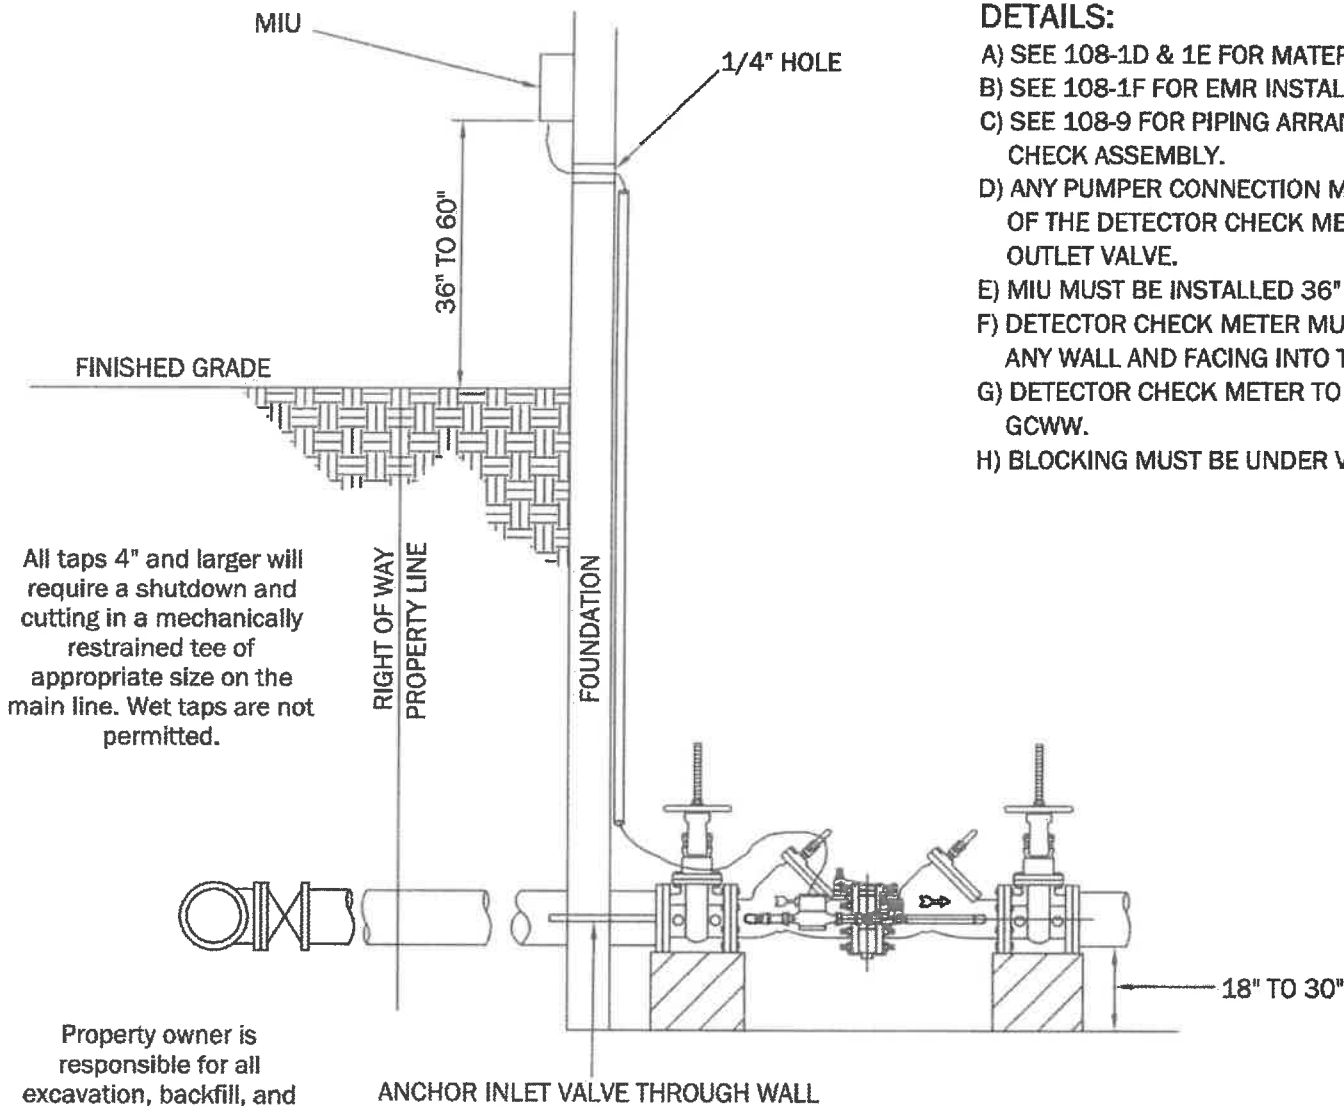 MIU
1/4" HOLE
36" TO 60"
FINISHED GRADE
All taps 4" and larger will
require a shutdown and
cutting in a mechanically
restrained tee of
appropriate size on the
main line. Wet taps are not
permitted.
RIGHT OF WAY
PROPERTY LINE
FOUNDATION
18" TO 30"
Property owner is
responsible for all
excavation, backfill, and
ANCHOR INLET VALVE THROUGH WALL
DETAILS:
A) SEE 108-1D & 1E FOR
B) SEE 108-1F FOR EMR
C) SEE 108-9 FOR PIPING
CHECK ASSEMBLY.
D) ANY PUMPER CONNECTION
OF THE DETECTOR CHECK
OUTLET VALVE.
E) MIU MUST BE INSTALLED 36"
F) DETECTOR CHECK METER
ANY WALL AND FACING INTO
G) DETECTOR CHECK METER TO
GCWW.
H) BLOCKING MUST BE UNDER